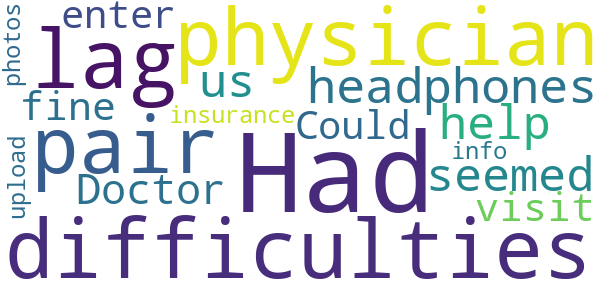 photos
enter
lag
physician
us
headphones
fine
insurance
Could
help
pair
Had
info
upload
Doctor
seemed
visit
difficulties